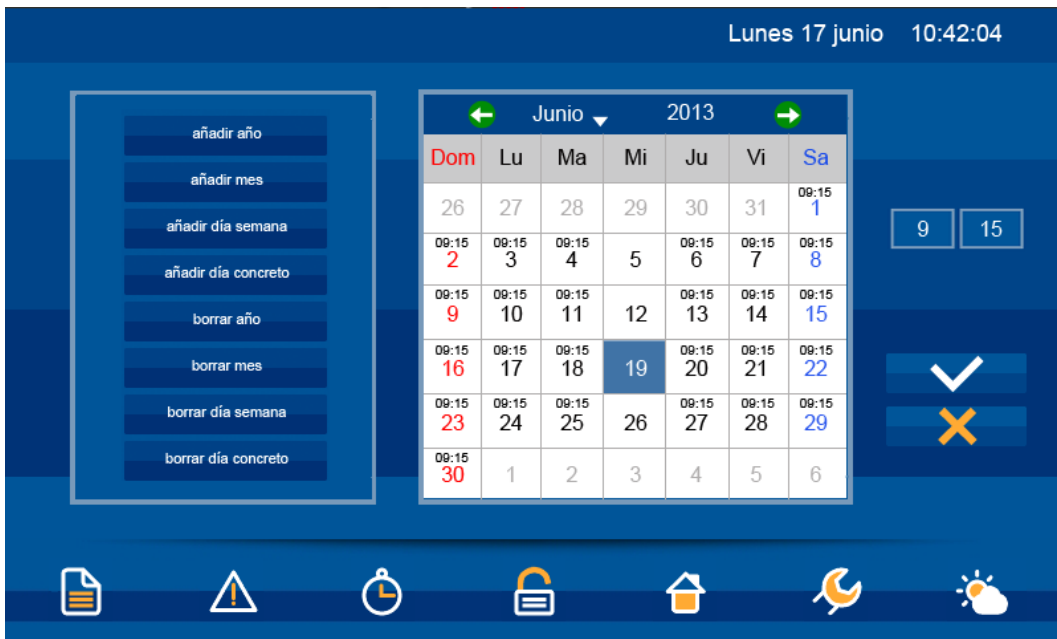 Lunes 17 junio 10:42:04
añadir año
añadir mes
añadir día semana
añadir día concreto
borrar año
borrar mes
borrar día semana
borrar día concreto
Junio 2013
Dom Lu Ma Mi Ju Vi Sa
09:15
26 27 28 29 30 31 1
09:15 09:15 09:15 09:15 09:15 09:15
2 3 4 5 6 7 8
09:15 09:15 09:15 09:15 09:15 09:15
9 10 11 12 13 14 15
09:15 09:15 09:15 09:15 09:15 09:15
16 17 18 19 20 21 22
09:15 09:15 09:15 09:15 09:15 09:15
23 24 25 26 27 28 29
09:15
30 1 2 3 4 5 6
9 15